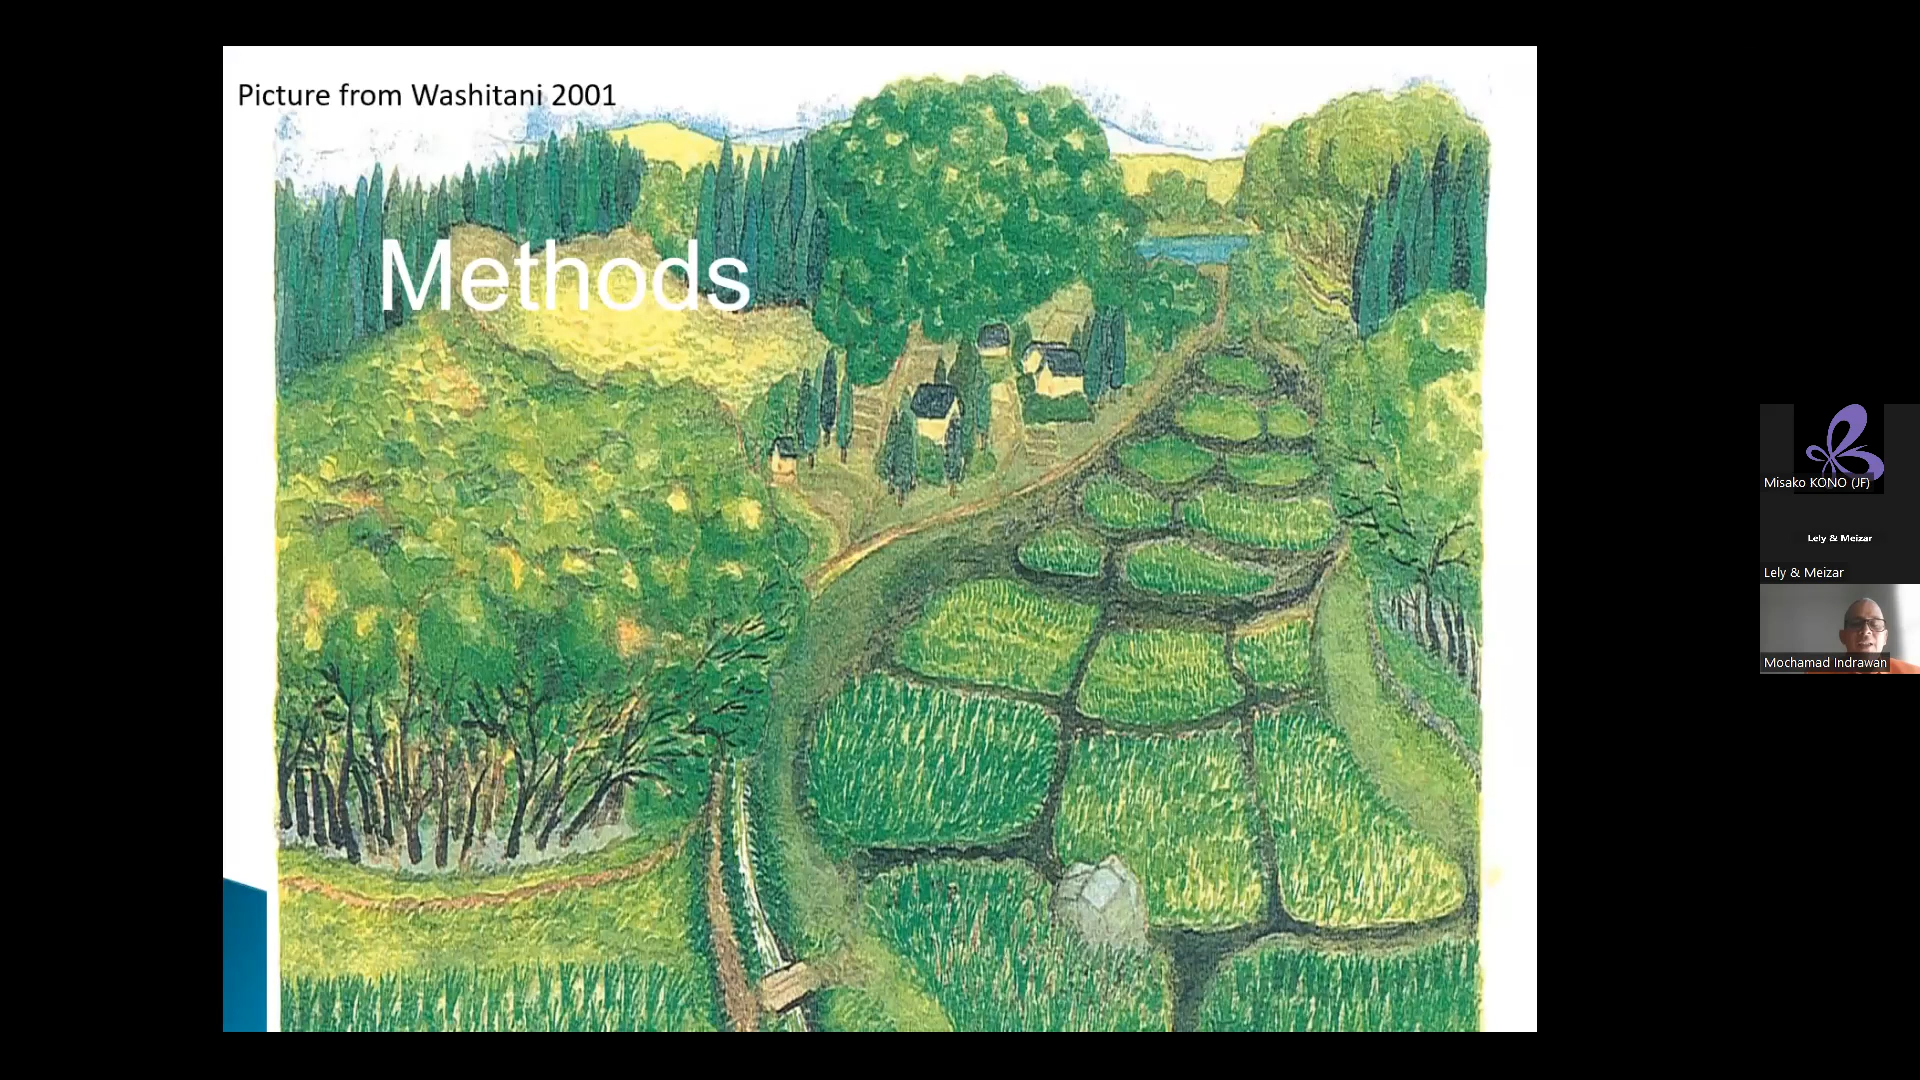 Picture from Washitani 2001
Methods
Misako KONO (JF)
Lely & Meizar
Lely & Meizar
Mochamad Indrawan